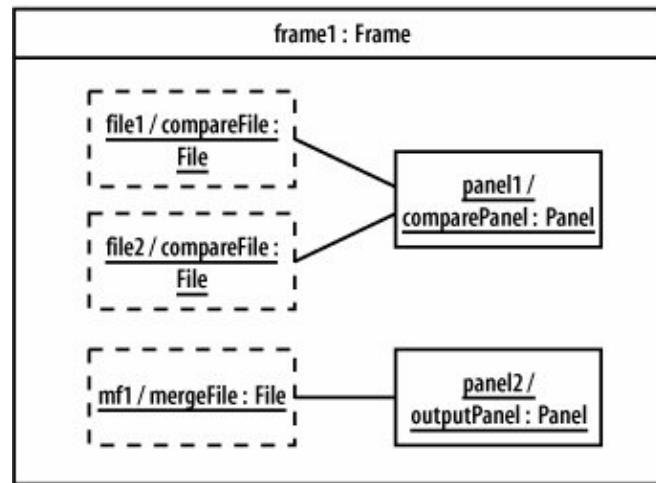 frame1 : Frame
file1 / compareFile :
File
panel1 /
comparePanel : Panel
file2 / compareFile :
File
mf1 / mergeFile : File
panel2 /
outputPanel : Panel